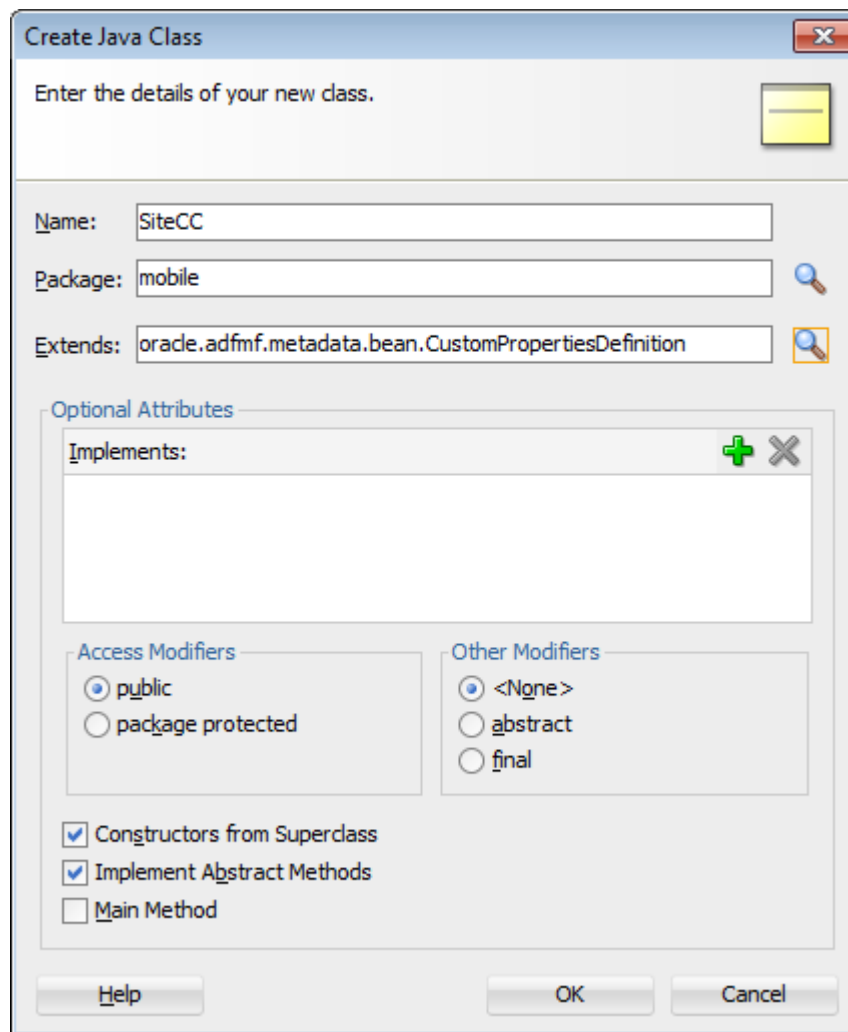 Create Java Class
Enter the details of your new class.
Name: SiteCC
Package: mobile
Extends: oracle.adfmf.metadata.bean.CustomPropertiesDefinition
Optional Attributes
Implements:
Access Modifiers
public
package protected
Other Modifiers
<None>
abstract
final
Constructors from Superclass
Implement Abstract Methods
Main Method
Help OK Cancel